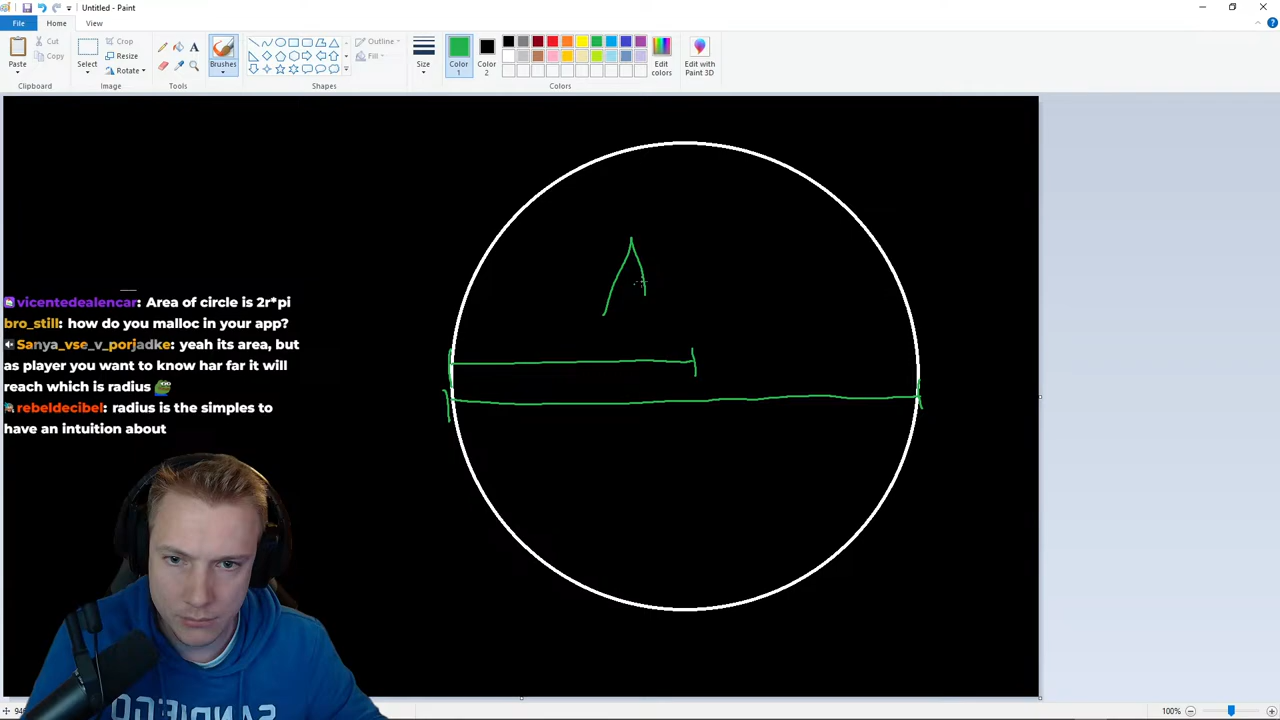 Untitled - Paint
File
Home
View
Paste
Cut
Copy
Clipboard
Select
Crop
Resize
Rotate
Image
Tools
Brushes
Shapes
Outline
Fill
Size
Color 1
Color 2
Edit colors
Edit with Paint 3D
Colors
A
vicentedealencar: Area of circle is 2r*pi
bro_still: how do you malloc in your app?
Sanya_vse_v_porjadke: yeah its area, but
as player you want to know har far it will
reach which is radius
rebeldecibel: radius is the simples to
have an intuition about
SAN DIEGO
100%